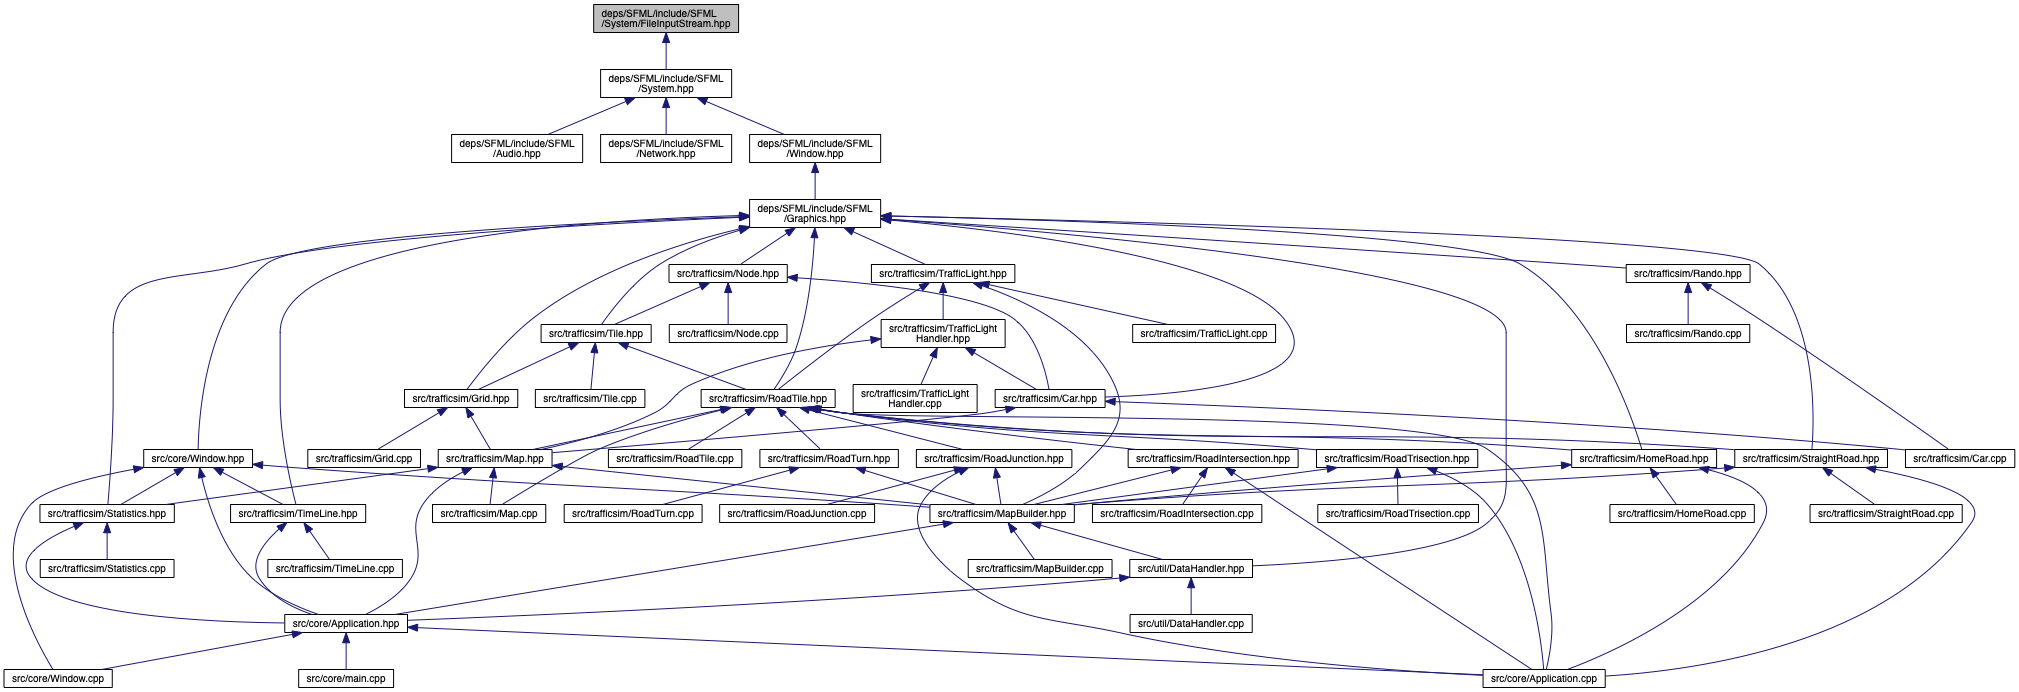 deps/SFML/include/SFML
/System/FileInputStream.hpp
deps/SFML/include/SFML
/System.hpp
deps/SFML/include/SFML
/Audio.hpp
deps/SFML/include/SFML
/Network.hpp
deps/SFML/include/SFML
/Window.hpp
deps/SFML/include/SFML
/Graphics.hpp
src/trafficsim/Node.hpp
src/trafficsim/TrafficLight.hpp
src/trafficsim/Rando.hpp
src/trafficsim/Tile.hpp
src/trafficsim/Node.cpp
src/trafficsim/TrafficLight
Handler.hpp
src/trafficsim/TrafficLight.cpp
src/trafficsim/Rando.cpp
src/trafficsim/Grid.hpp
src/trafficsim/Tile.cpp
src/trafficsim/RoadTile.hpp
src/trafficsim/TrafficLight
Handler.cpp
src/trafficsim/Car.hpp
src/core/Window.hpp
src/trafficsim/Grid.cpp
src/trafficsim/Map.hpp
src/trafficsim/RoadTile.cpp
src/trafficsim/RoadTurn.hpp
src/trafficsim/RoadJunction.hpp
src/trafficsim/RoadIntersection.hpp
src/trafficsim/RoadTrisection.hpp
src/trafficsim/HomeRoad.hpp
src/trafficsim/StraightRoad.hpp
src/trafficsim/Car.cpp
src/trafficsim/Statistics.hpp
src/trafficsim/TimeLine.hpp
src/trafficsim/Map.cpp
src/trafficsim/RoadTurn.cpp
src/trafficsim/RoadJunction.cpp
src/trafficsim/MapBuilder.hpp
src/trafficsim/RoadIntersection.cpp
src/trafficsim/RoadTrisection.cpp
src/trafficsim/HomeRoad.cpp
src/trafficsim/StraightRoad.cpp
src/trafficsim/Statistics.cpp
src/trafficsim/TimeLine.cpp
src/trafficsim/MapBuilder.cpp
src/util/DataHandler.hpp
src/core/Application.hpp
src/util/DataHandler.cpp
src/core/Window.cpp
src/core/main.cpp
src/core/Application.cpp